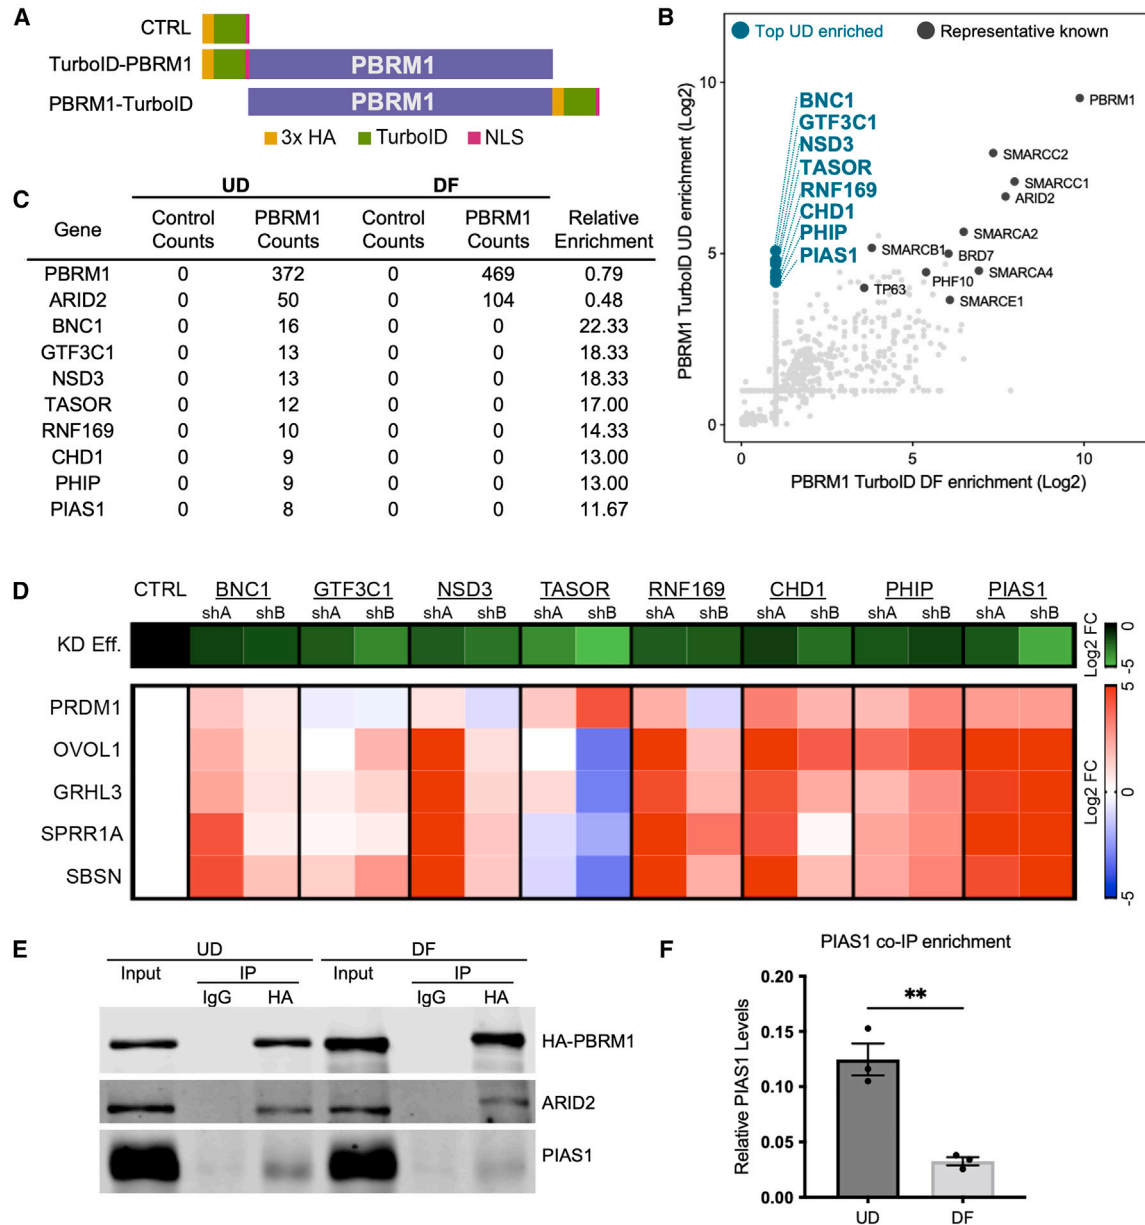 A
CTRL
TurboID-PBRM1
PBRM1
PBRM1-TurboID
PBRM1
3x HA TurboID NLS
B
Top UD enriched Representative known
PBRM1 TurboID UD enrichment (Log2)
10
5
0
BNC1
GTF3C1
NSD3
TASOR
RNF169
CHD1
PHIP
PIAS1
PBRM1
SMARCC2
SMARCC1
ARID2
SMARCA2
SMARCB1
BRD7
SMARCA4
PHF10
TP63
SMARCE1
0 5 10
PBRM1 TurboID DF enrichment (Log2)
C
UD DF
Gene Control Counts PBRM1 Counts Control Counts PBRM1 Counts Relative Enrichment
PBRM1 0 372 0 469 0.79
ARID2 0 50 0 104 0.48
BNC1 0 16 0 0 22.33
GTF3C1 0 13 0 0 18.33
NSD3 0 13 0 0 18.33
TASOR 0 12 0 0 17.00
RNF169 0 10 0 0 14.33
CHD1 0 9 0 0 13.00
PHIP 0 9 0 0 13.00
PIAS1 0 8 0 0 11.67
D
CTRL BNC1 GTF3C1 NSD3 TASOR RNF169 CHD1 PHIP PIAS1
shA shB shA shB shA shB shA shB shA shB shA shB shA shB shA shB
KD Eff.
Log2 FC
0
-5
PRDM1
OVOL1
GRHL3
SPRR1A
SBSN
Log2 FC
5
0
-5
E
UD DF
Input IP Input IP
IgG HA IgG HA
HA-PBRM1
ARID2
PIAS1
F
PIAS1 co-IP enrichment
Relative PIAS1 Levels
0.20
0.15
0.10
0.05
0.00
**
UD DF